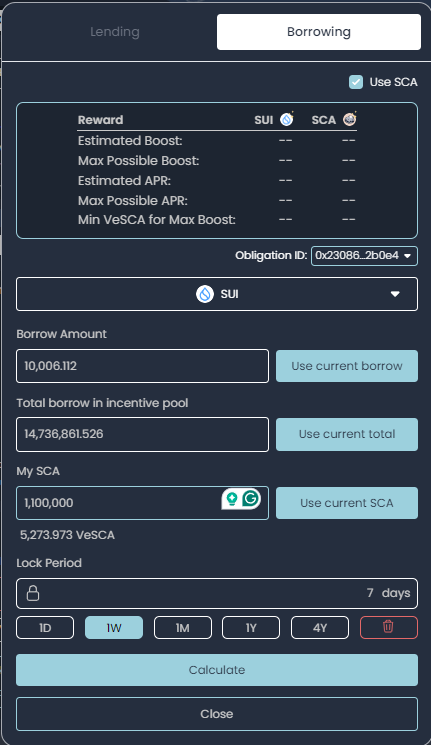 Lending Borrowing
Use SCA
Reward SUI SCA
Estimated Boost: -- --
Max Possible Boost: -- --
Estimated APR: -- --
Max Possible APR: -- --
Min VeSCA for Max Boost: -- --
Obligation ID: 0x23086...2b0e4
SUI
Borrow Amount
10,006.112 Use current borrow
Total borrow in incentive pool
14,736,861.526 Use current total
My SCA
1,100,000 Use current SCA
5,273.973 VeSCA
Lock Period
7 days
1D 1W 1M 1Y 4Y
Calculate
Close